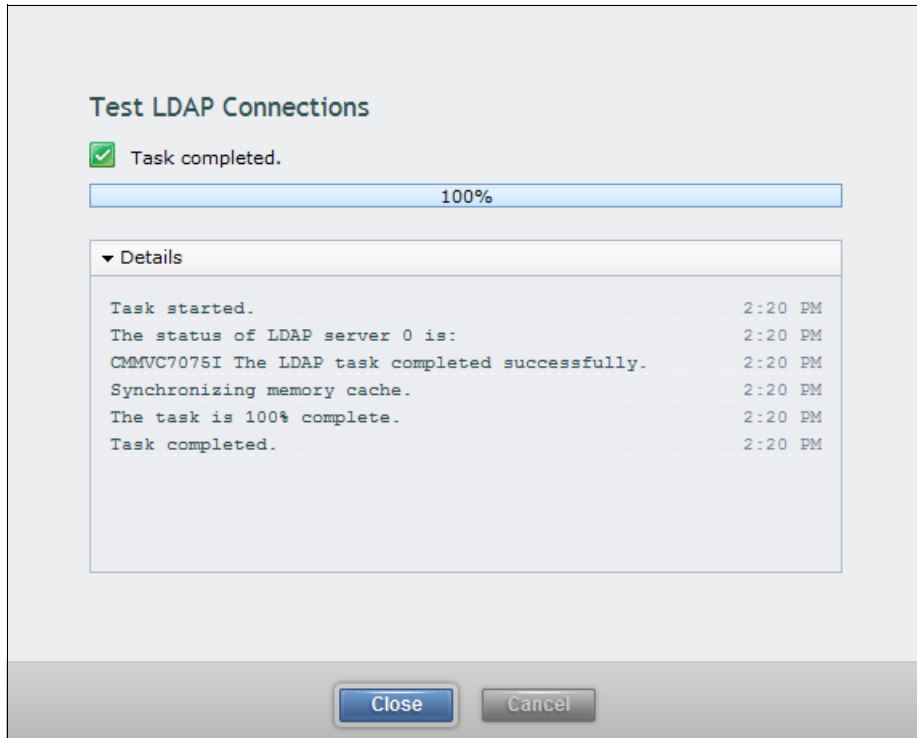 Test LDAP Connections
Task completed.
100%
Details
Task started. 2:20 PM
The status of LDAP server 0 is: 2:20 PM
CMMVC7075I The LDAP task completed successfully. 2:20 PM
Synchronizing memory cache. 2:20 PM
The task is 100% complete. 2:20 PM
Task completed. 2:20 PM
Close Cancel